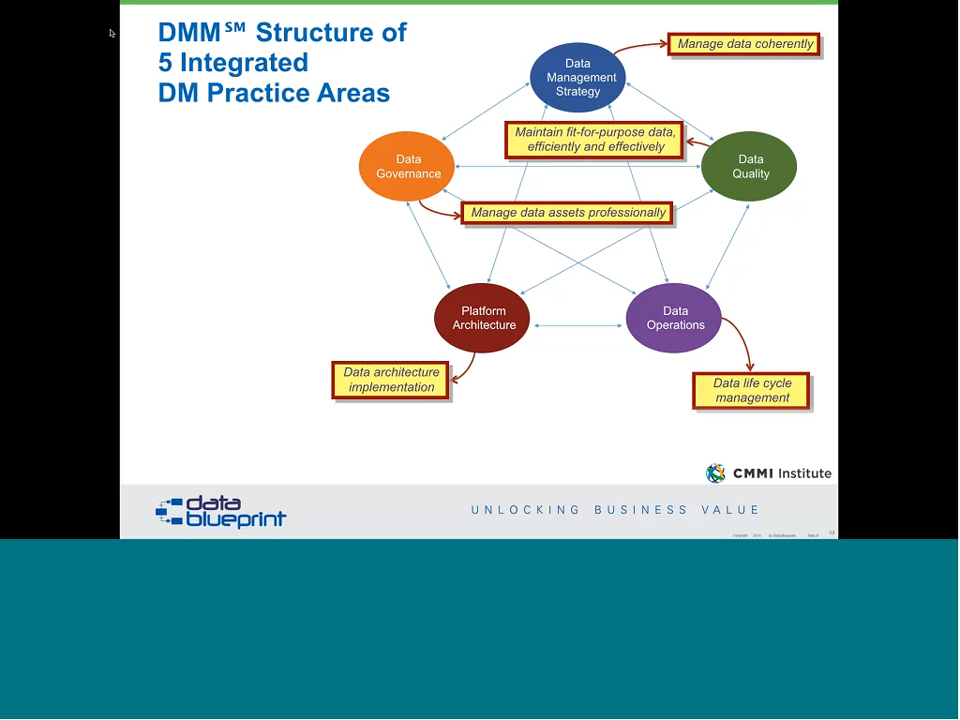 DMM℠ Structure of
5 Integrated
DM Practice Areas
Manage data coherently
Data
Management
Strategy
Maintain fit-for-purpose data,
efficiently and effectively
Data
Governance
Data
Quality
Manage data assets professionally
Platform
Architecture
Data
Operations
Data architecture
implementation
Data life cycle
management
CMMI Institute
data
blueprint
UNLOCKING BUSINESS VALUE
13